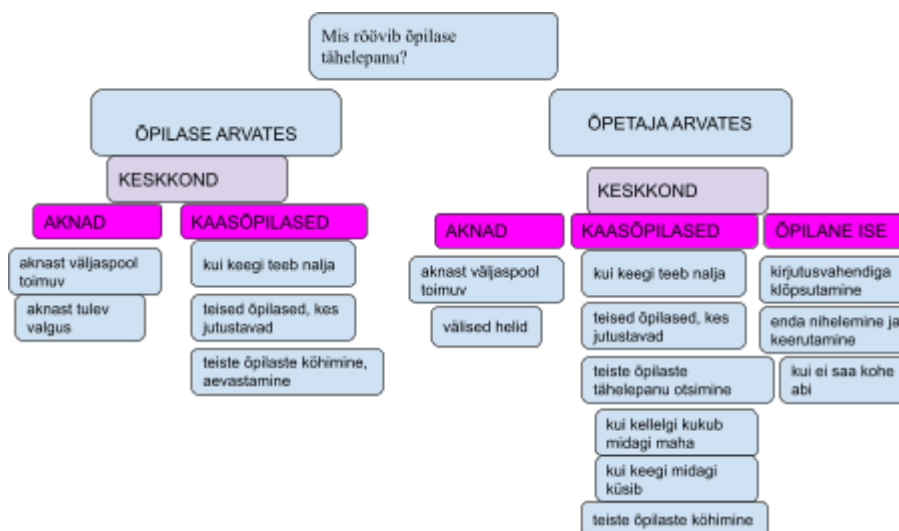 Mis röövib õpilase
tähelepanu?
ÕPILASE ARVATES
KESKKOND
AKNAD
KAASÕPILASED
aknast väljaspool
toimuv
aknast tulev
valgus
kui keegi teeb nalja
teised õpilased, kes
jutustavad
teiste õpilaste köhimine,
aevastamine
ÕPETAJA ARVATES
KESKKOND
AKNAD
KAASÕPILASED
ÕPILANE ISE
aknast väljaspool
toimuv
välised helid
kui keegi teeb nalja
teised õpilased, kes
jutustavad
teiste õpilaste
tähelepanu otsimine
kui kellelgi kukub
midagi maha
kui keegi midagi
küsib
teiste õpilaste köhimine
kirjutusvahendiga
klõpsutamine
enda nihelemine ja
keerutamine
kui ei saa kohe
abi